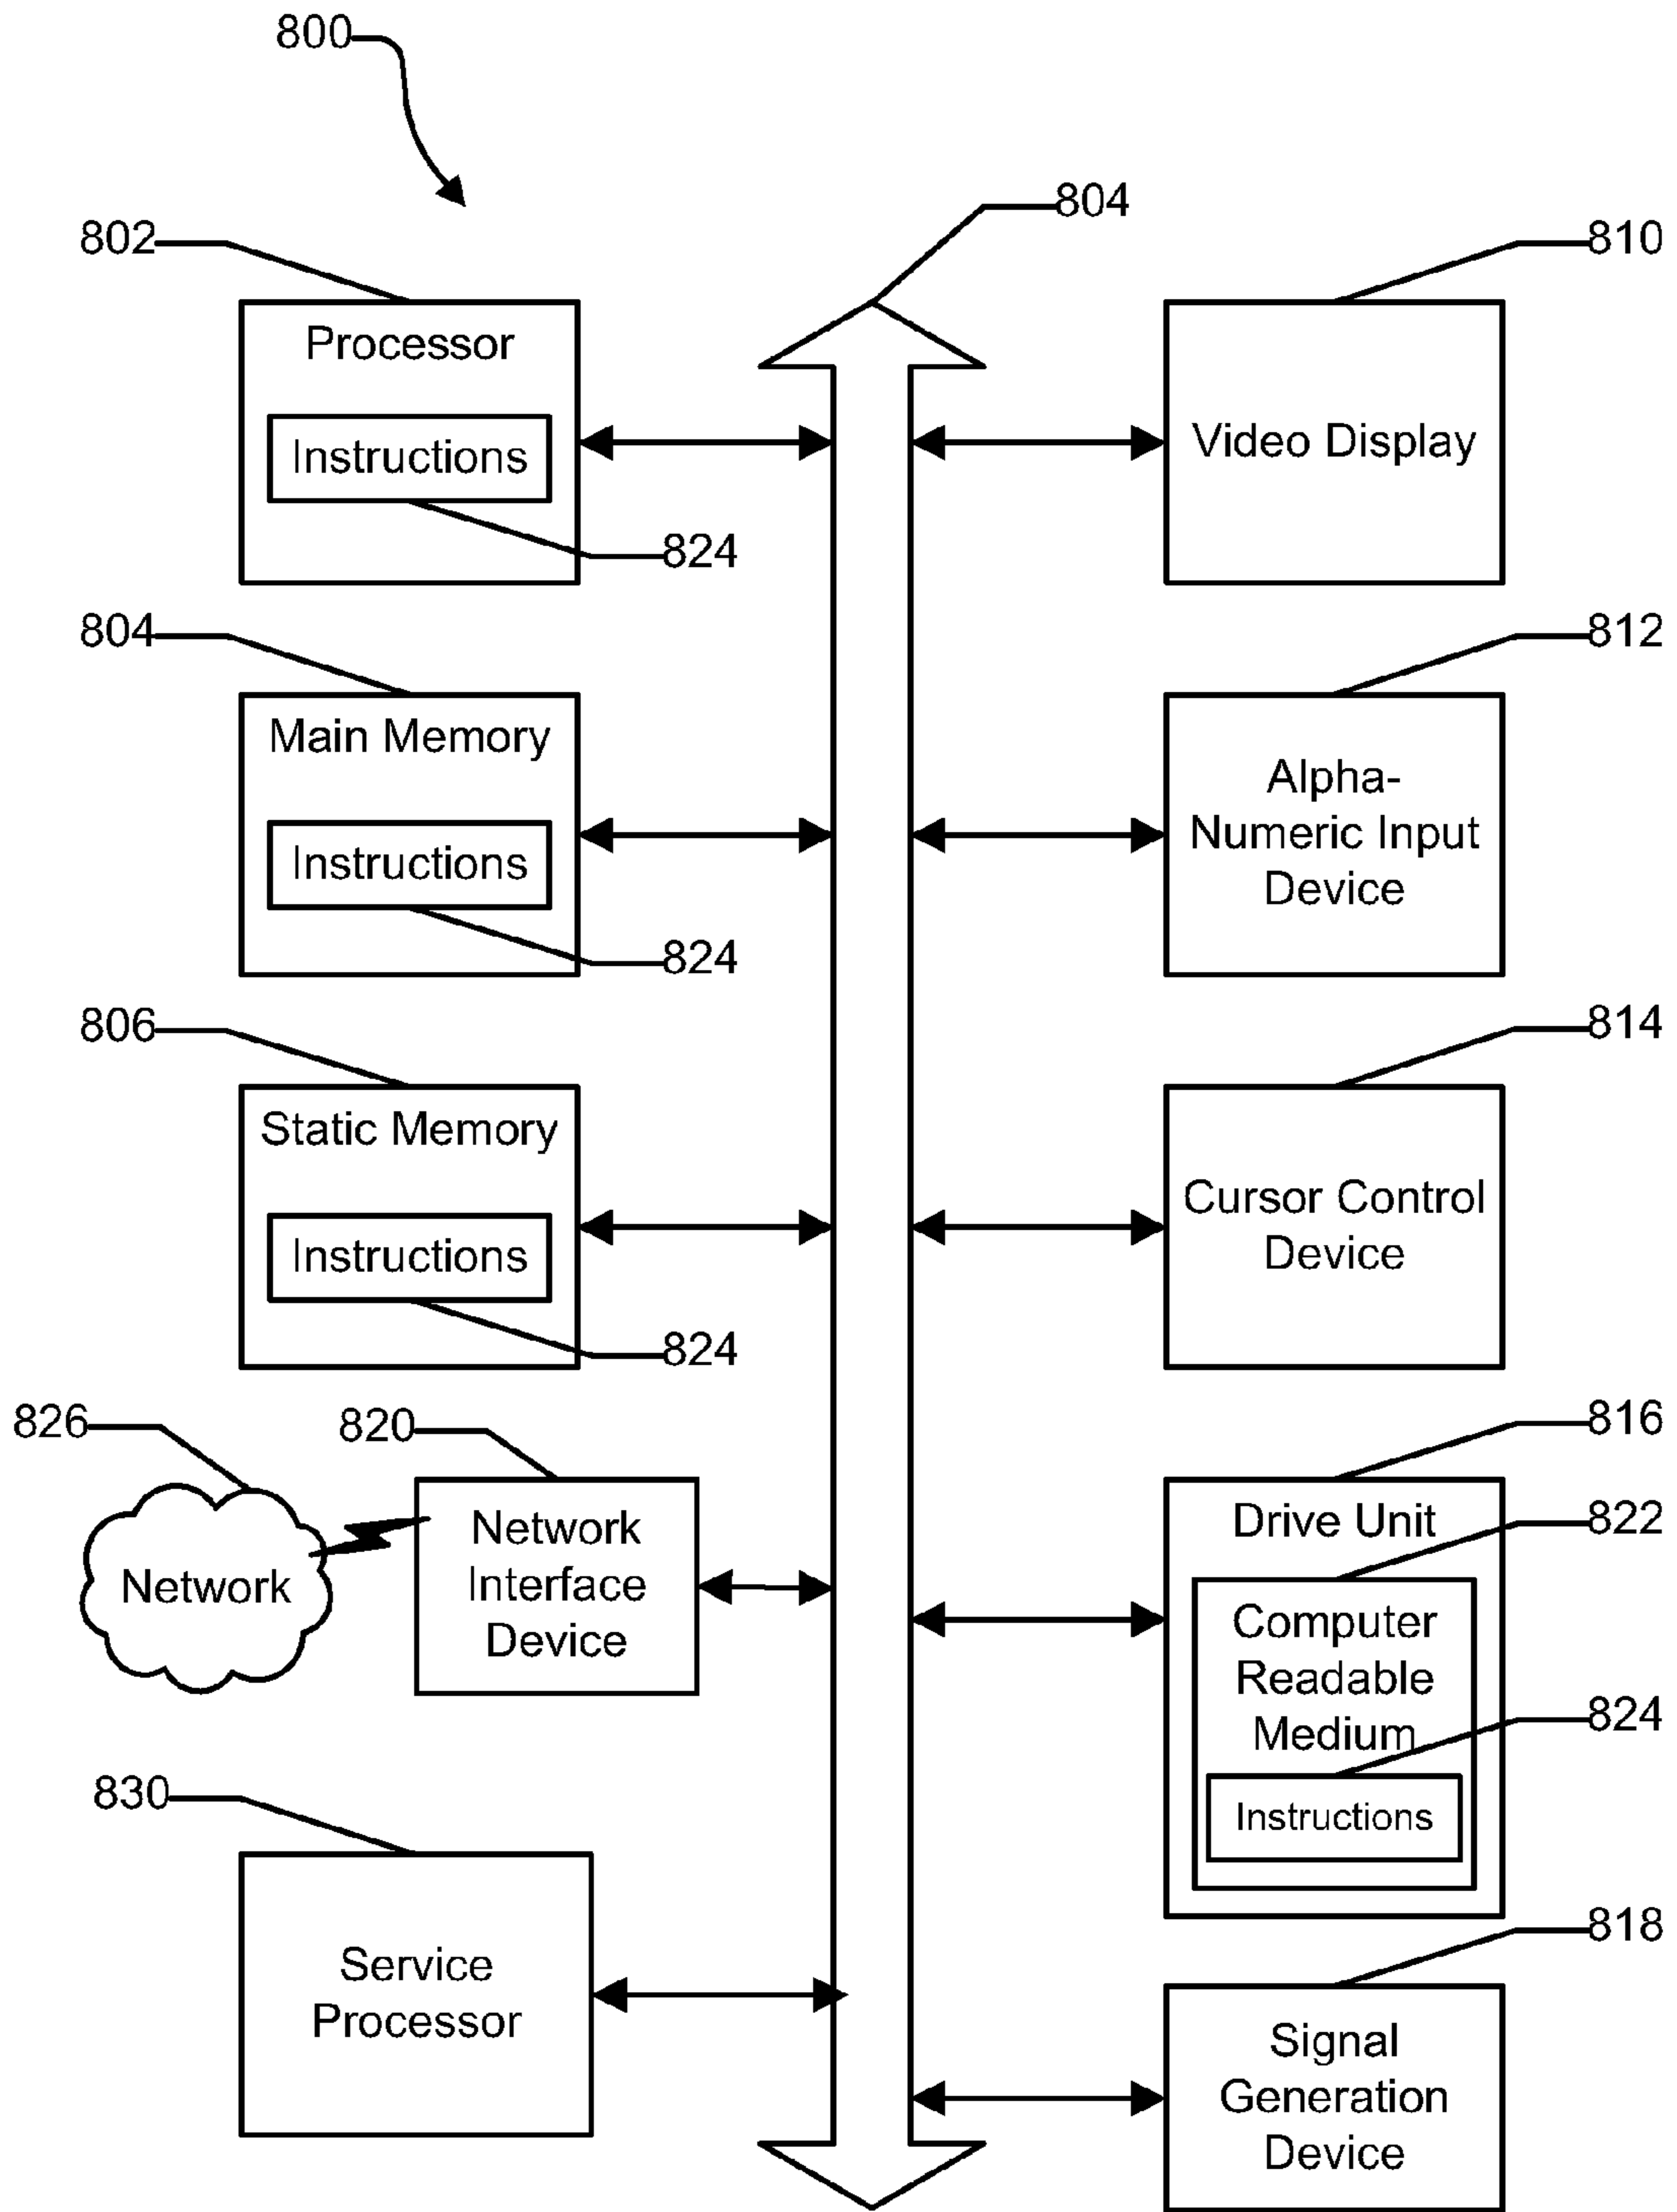 800
804
802
810
Processor
Instructions
824
Video Display
804
812
Main Memory
Instructions
824
Alpha-
Numeric Input
Device
806
814
Static Memory
Instructions
824
Cursor Control
Device
826
820
816
Network
Network
Interface
Device
Drive Unit
822
Computer
Readable
Medium
824
Instructions
830
Service
Processor
818
Signal
Generation
Device